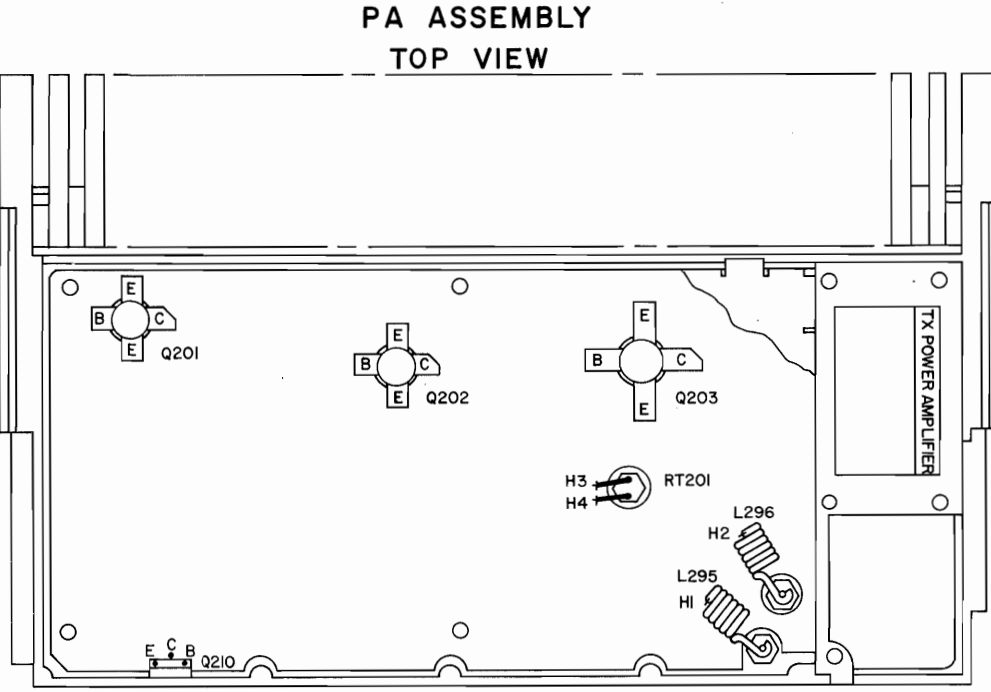 PA ASSEMBLY
TOP VIEW
E
B C
E
Q201
E
B C
E
Q202
E
B C
E
Q203
TX POWER AMPLIFIER
H3
H4
RT201
L296
H2
L295
H1
E C B
Q210